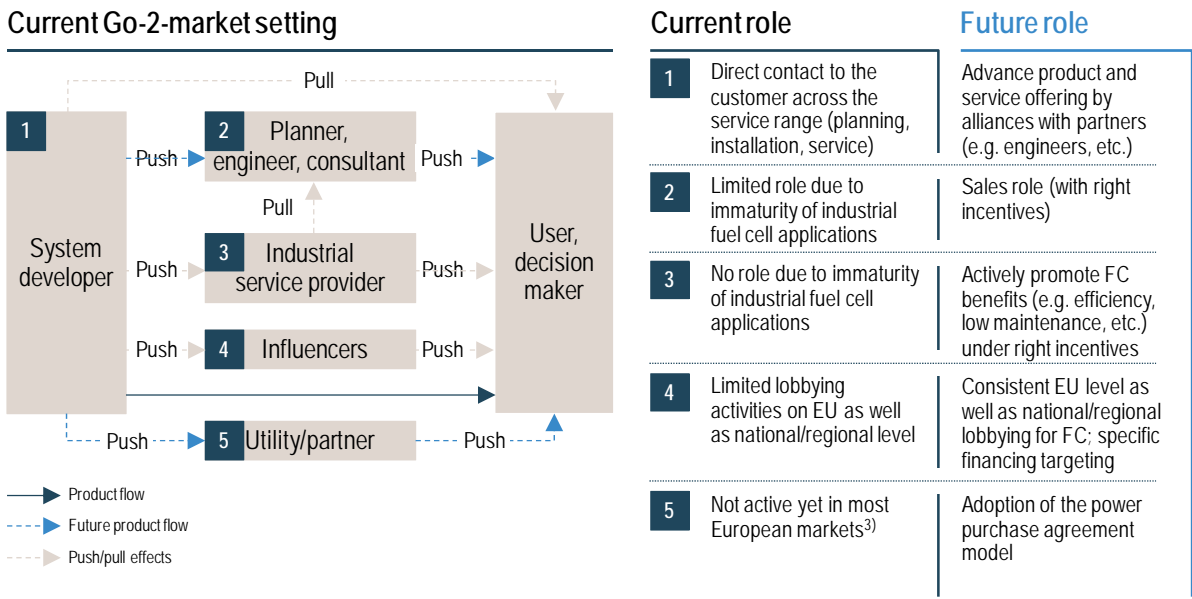 Current Go-2-market setting
Pull
1
System
developer
Push
2
Planner,
engineer, consultant
Push
Pull
Push
3
Industrial
service provider
Push
User,
decision
maker
Push
4
Influencers
Push
Push
5
Utility/partner
Push
Product flow
Future product flow
Push/pull effects
Current role
Future role
1
Direct contact to the
customer across the
service range (planning,
installation, service)
Advance product and
service offering by
alliances with partners
(e.g. engineers, etc.)
2
Limited role due to
immaturity of industrial
fuel cell applications
Sales role (with right
incentives)
3
No role due to immaturity
of industrial fuel cell
applications
Actively promote FC
benefits (e.g. efficiency,
low maintenance, etc.)
under right incentives
4
Limited lobbying
activities on EU as well
as national/regional level
Consistent EU level as
well as national/regional
lobbying for FC; specific
financing targeting
5
Not active yet in most
European markets3)
Adoption of the power
purchase agreement
model